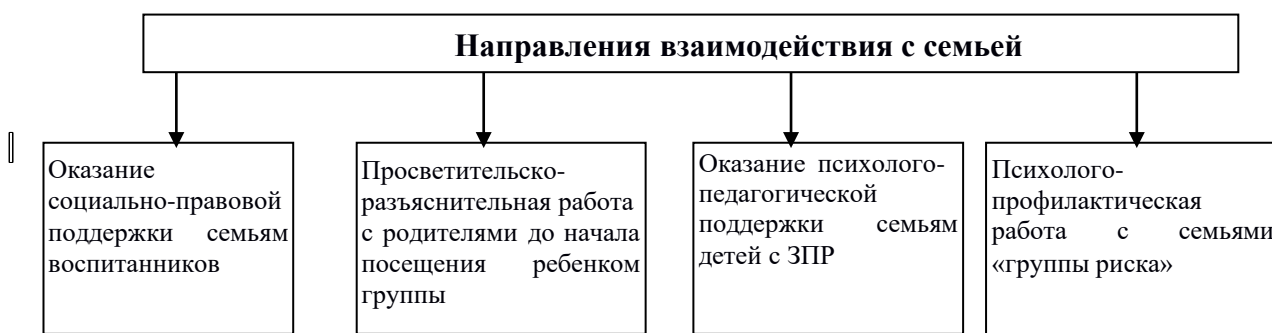 Направления взаимодействия с семьей
Оказание
социально-правовой
поддержки семьям
воспитанников
Просветительско-
разъяснительная работа
с родителями до начала
посещения ребенком
группы
Оказание психолого-
педагогической
поддержки семьям
детей с ЗПР
Психолого-
профилактическая
работа с семьями
«группы риска»